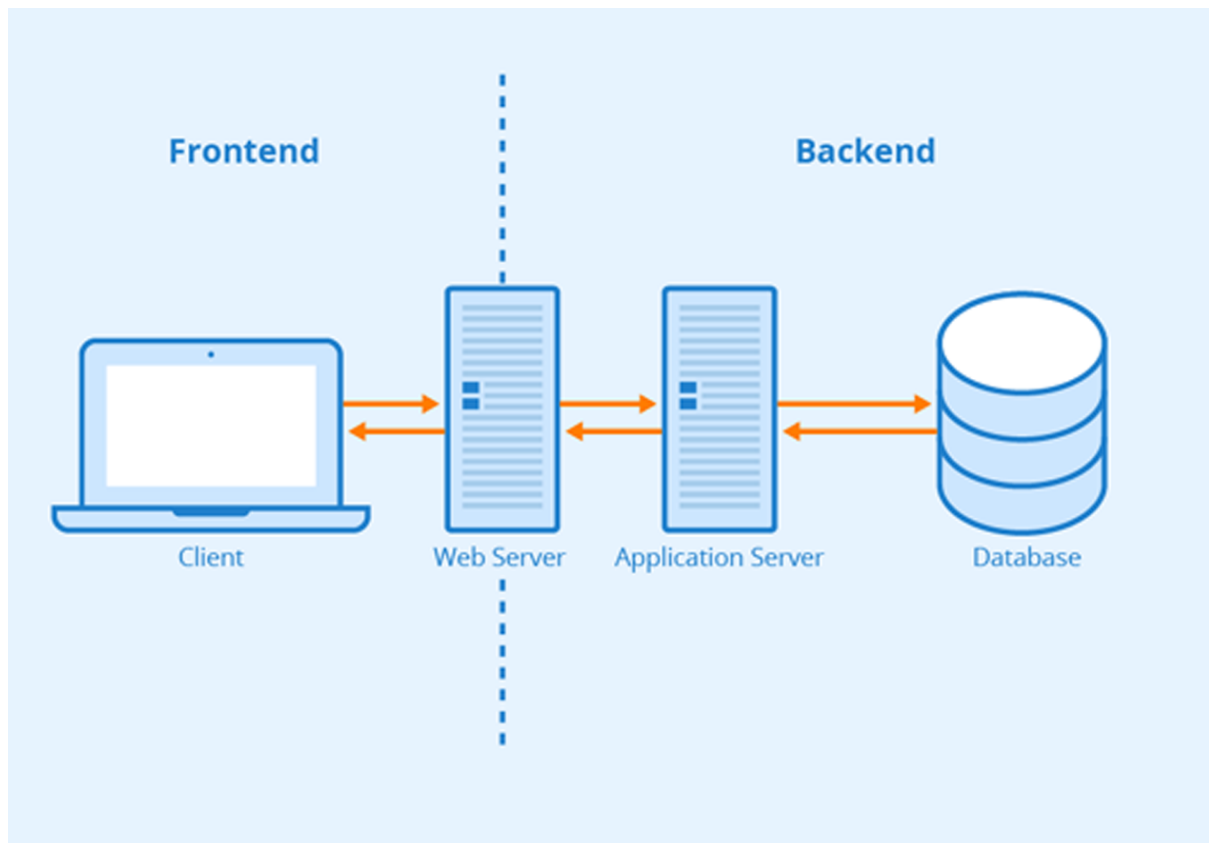 Frontend
Backend
Client
Web Server
Application Server
Database